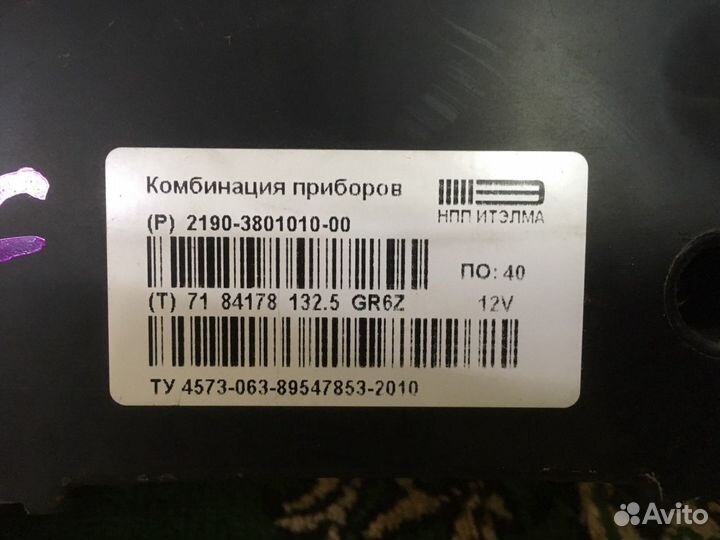 Комбинация приборов
НПП ИТЭЛМА
(P) 2190-3801010-00
ПО: 40
(T) 71 84178 132.5 GR6Z
12V
ТУ 4573-063-89547853-2010
Avito